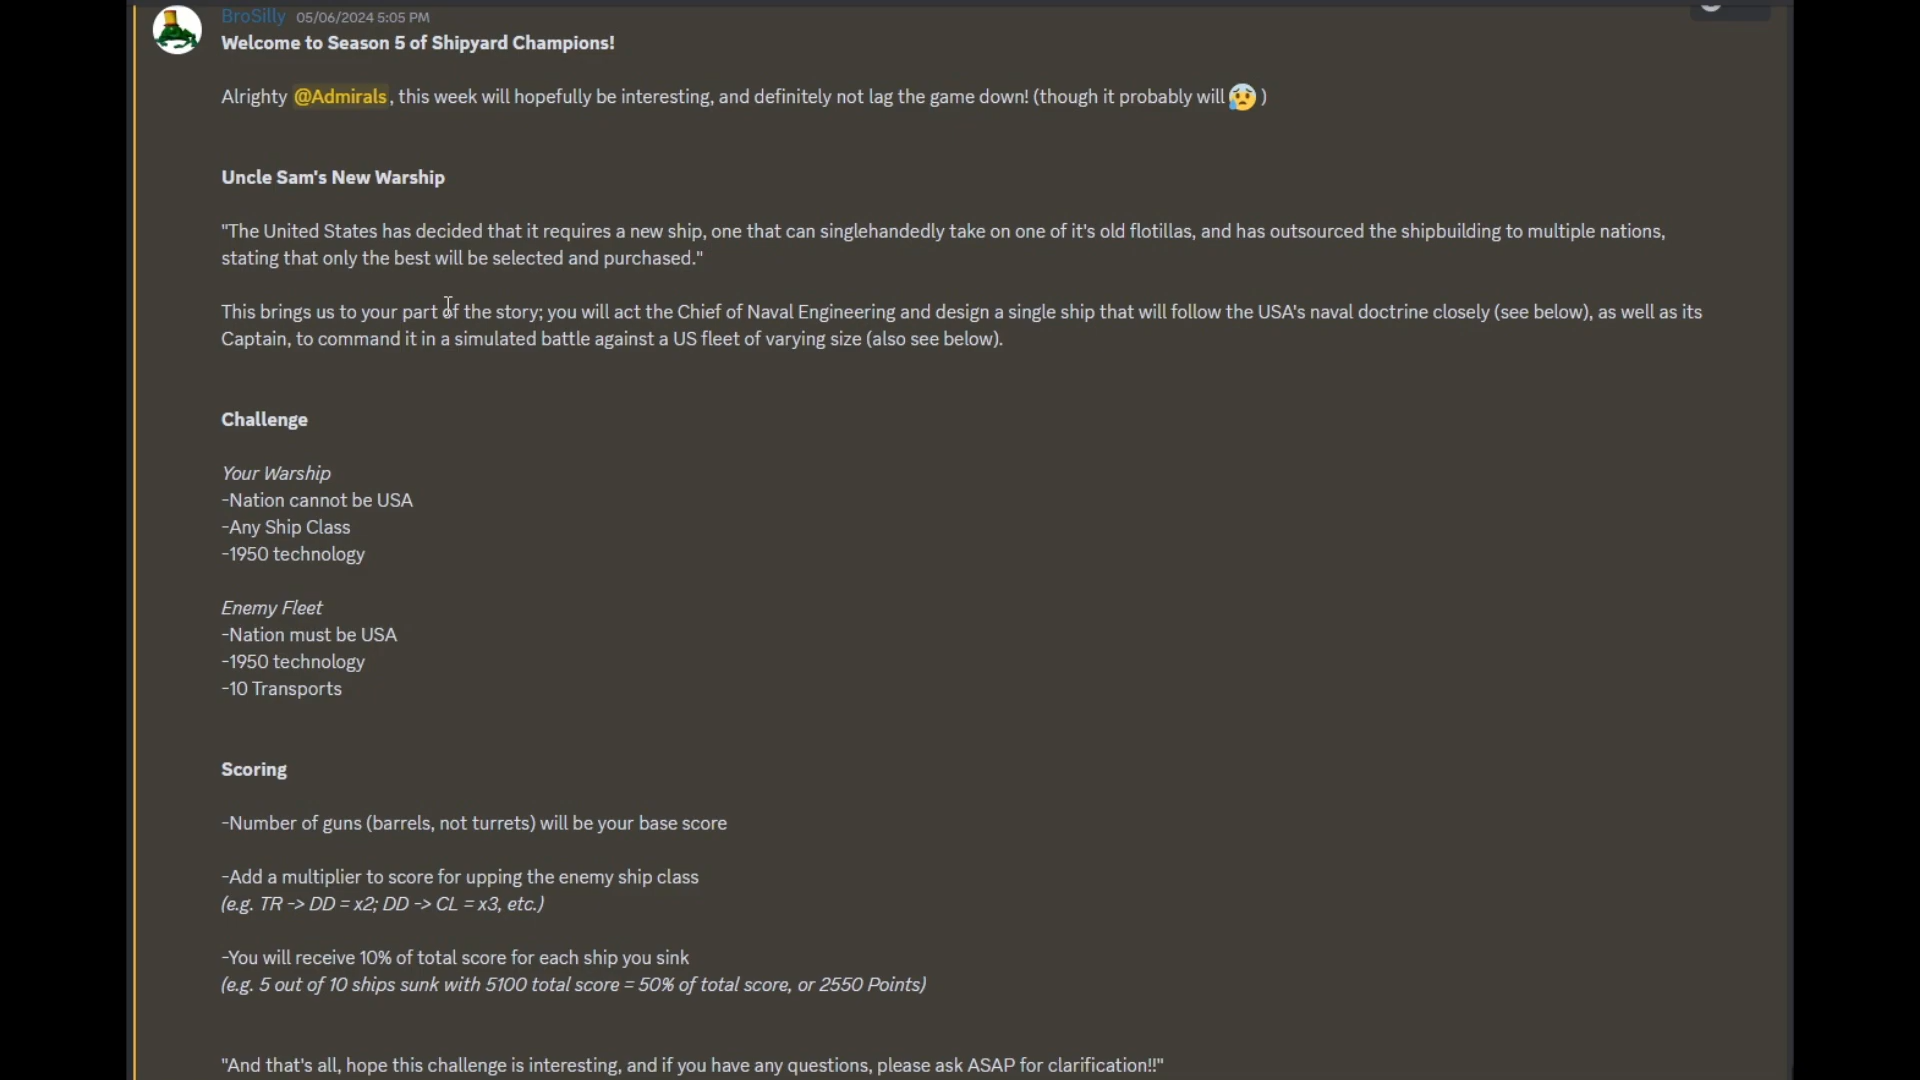 BroSilly 05/06/2024 5:05 PM
Welcome to Season 5 of Shipyard Champions!
Alrighty @Admirals, this week will hopefully be interesting, and definitely not lag the game down! (though it probably will 😰 )
Uncle Sam's New Warship
"The United States has decided that it requires a new ship, one that can singlehandedly take on one of it's old flotillas, and has outsourced the shipbuilding to multiple nations,
stating that only the best will be selected and purchased."
This brings us to your part of the story; you will act the Chief of Naval Engineering and design a single ship that will follow the USA's naval doctrine closely (see below), as well as its
Captain, to command it in a simulated battle against a US fleet of varying size (also see below).
Challenge
Your Warship
-Nation cannot be USA
-Any Ship Class
-1950 technology
Enemy Fleet
-Nation must be USA
-1950 technology
-10 Transports
Scoring
-Number of guns (barrels, not turrets) will be your base score
-Add a multiplier to score for upping the enemy ship class
(e.g. TR -> DD = x2; DD -> CL = x3, etc.)
-You will receive 10% of total score for each ship you sink
(e.g. 5 out of 10 ships sunk with 5100 total score = 50% of total score, or 2550 Points)
"And that's all, hope this challenge is interesting, and if you have any questions, please ask ASAP for clarification!!"